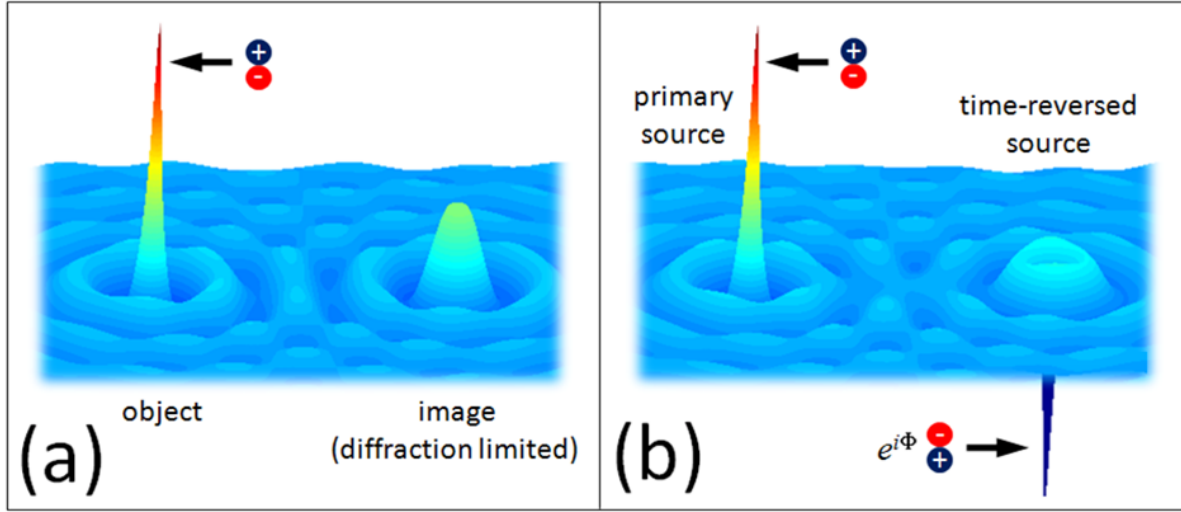 +
-
object
image
(diffraction limited)
(a)
+
-
primary
source
time-reversed
source
e^{iΦ}
-
+
(b)